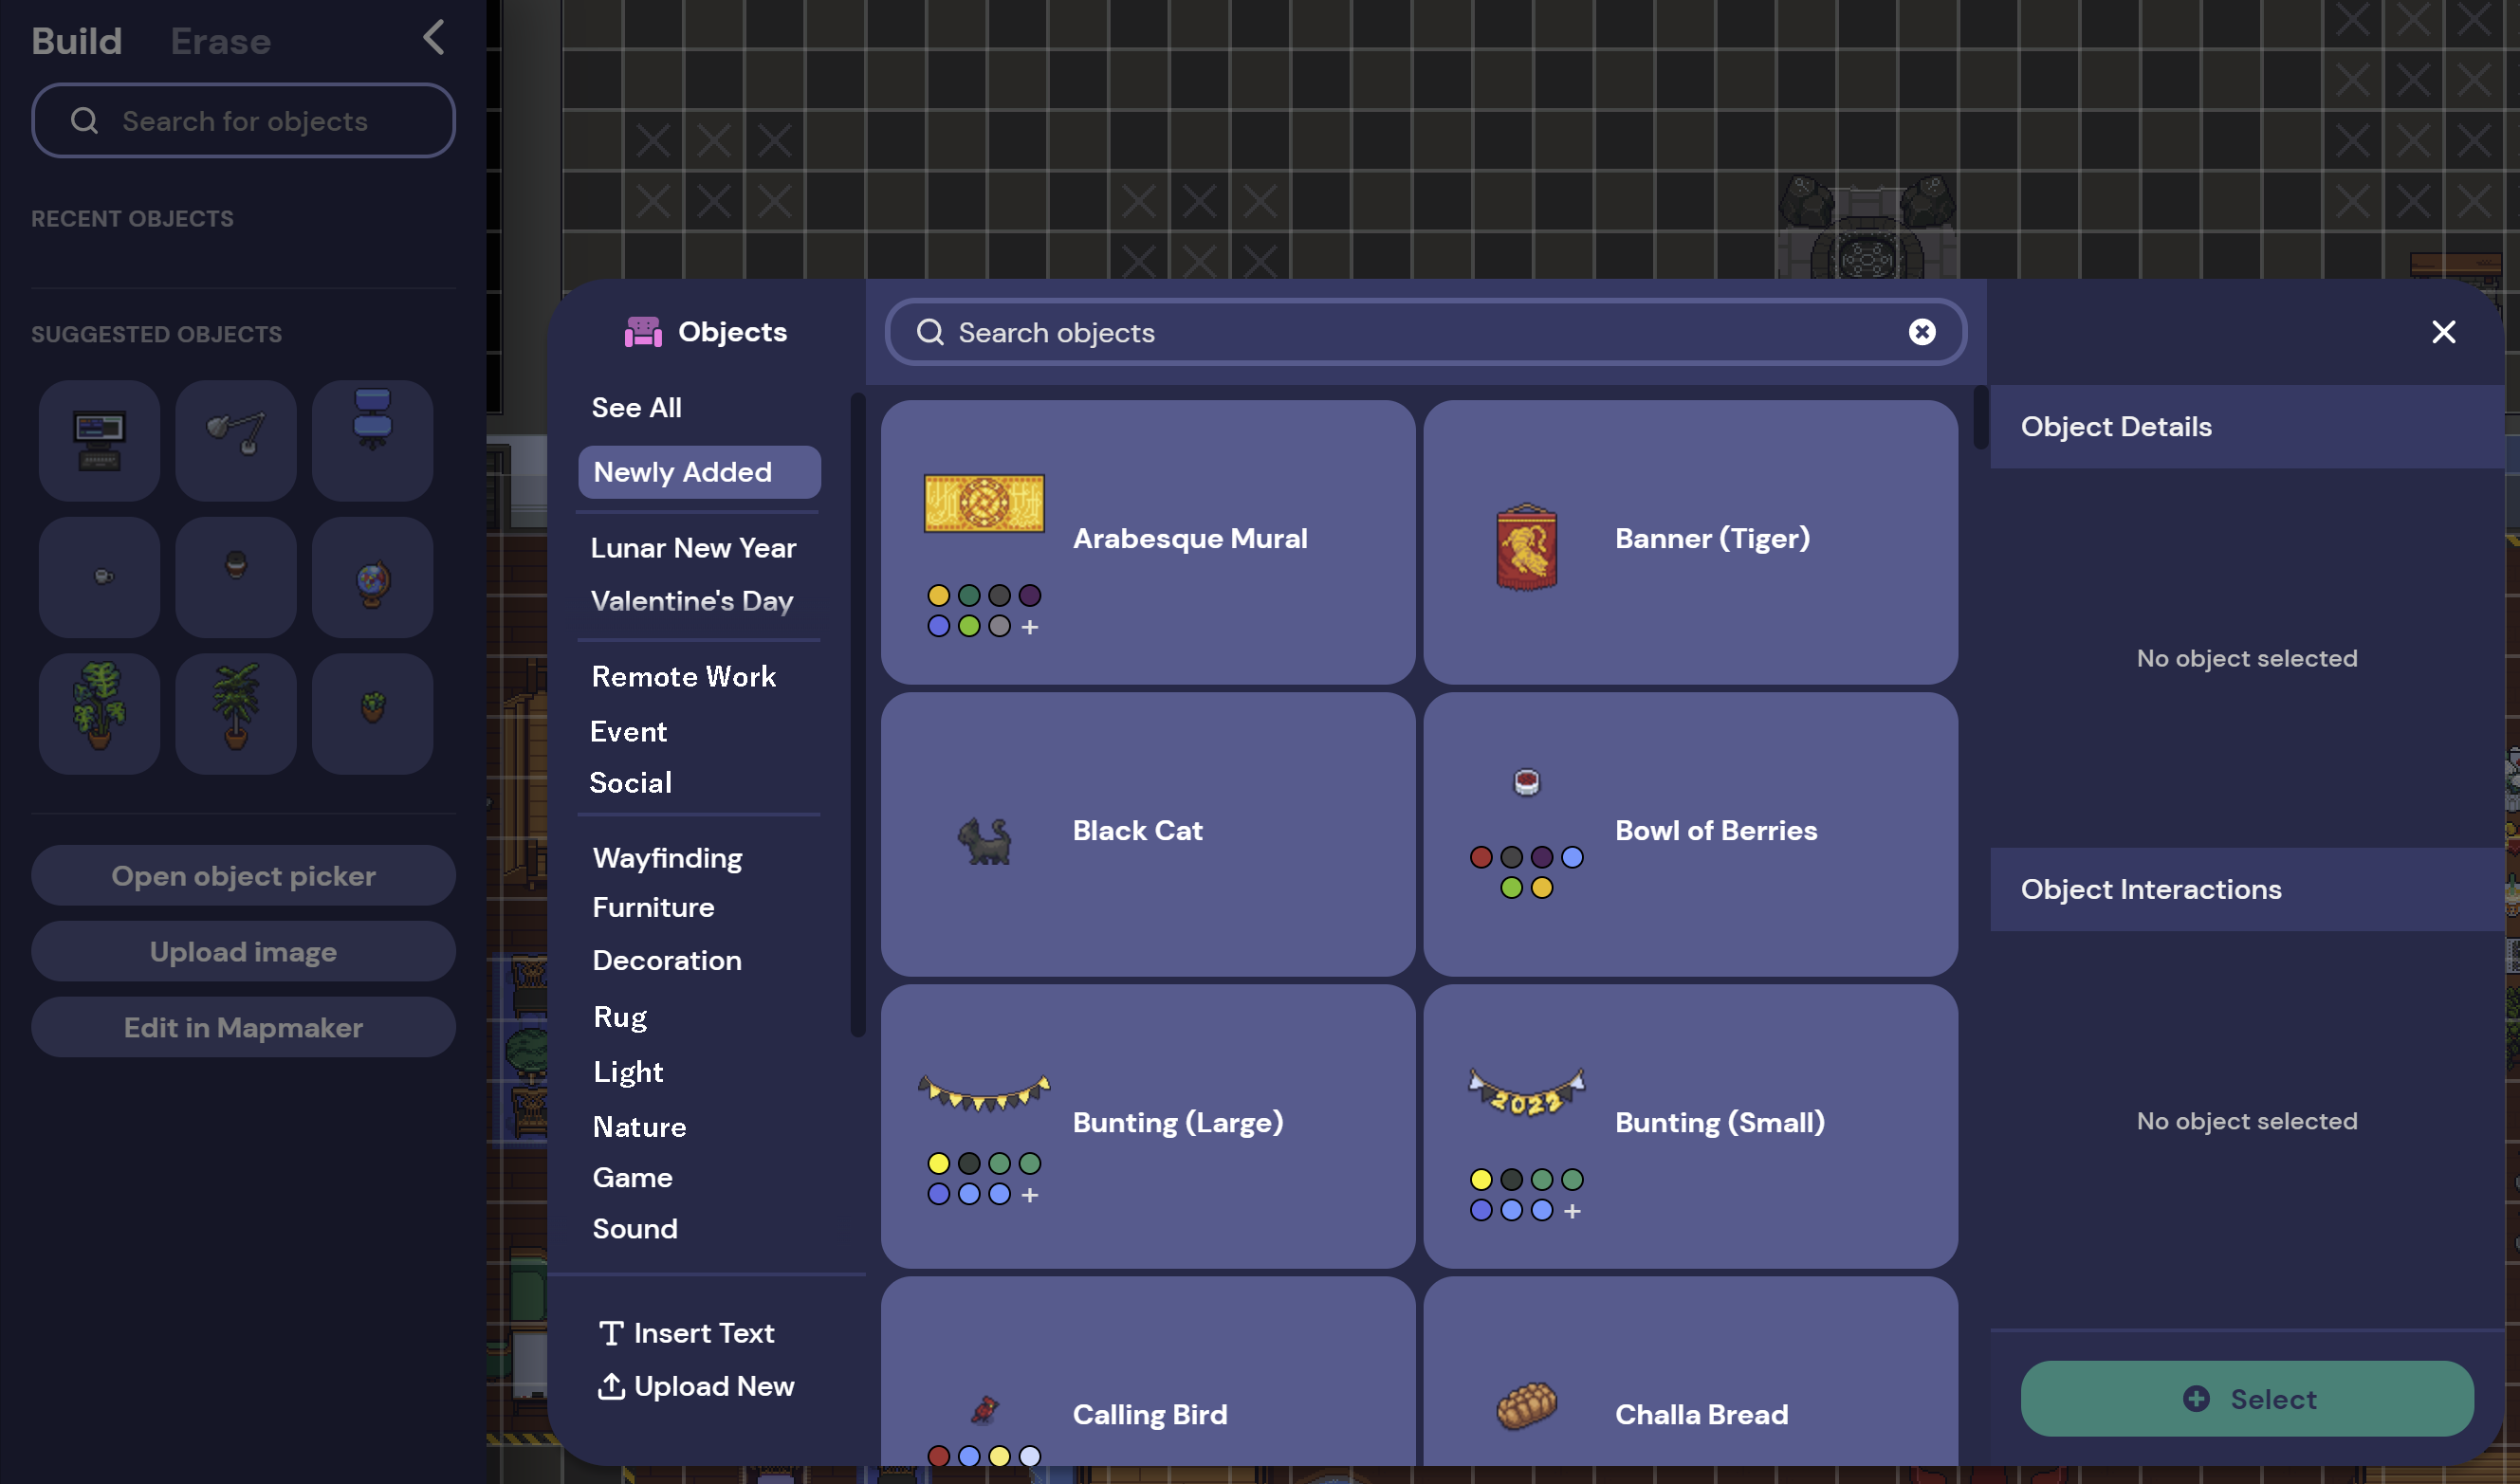 Build
Erase
Search for objects
RECENT OBJECTS
SUGGESTED OBJECTS
Open object picker
Upload image
Edit in Mapmaker
Objects
See All
Newly Added
Lunar New Year
Valentine's Day
Remote Work
Event
Social
Wayfinding
Furniture
Decoration
Rug
Light
Nature
Game
Sound
Insert Text
Upload New
Search objects
Arabesque Mural
Banner (Tiger)
Black Cat
Bowl of Berries
Bunting (Large)
2022
Bunting (Small)
Calling Bird
Challa Bread
Object Details
No object selected
Object Interactions
No object selected
Select